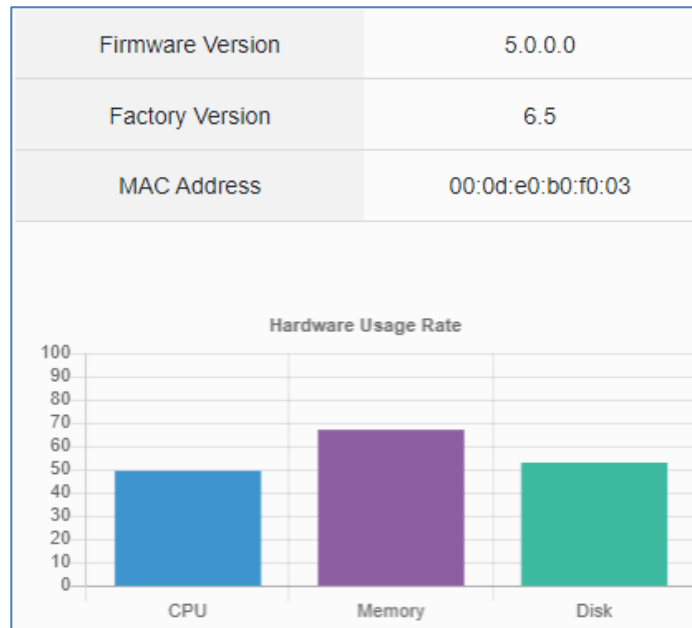 Firmware Version 5.0.0.0
Factory Version 6.5
MAC Address 00:0d:e0:b0:f0:03
Hardware Usage Rate
100
90
80
70
60
50
40
30
20
10
0
CPU Memory Disk